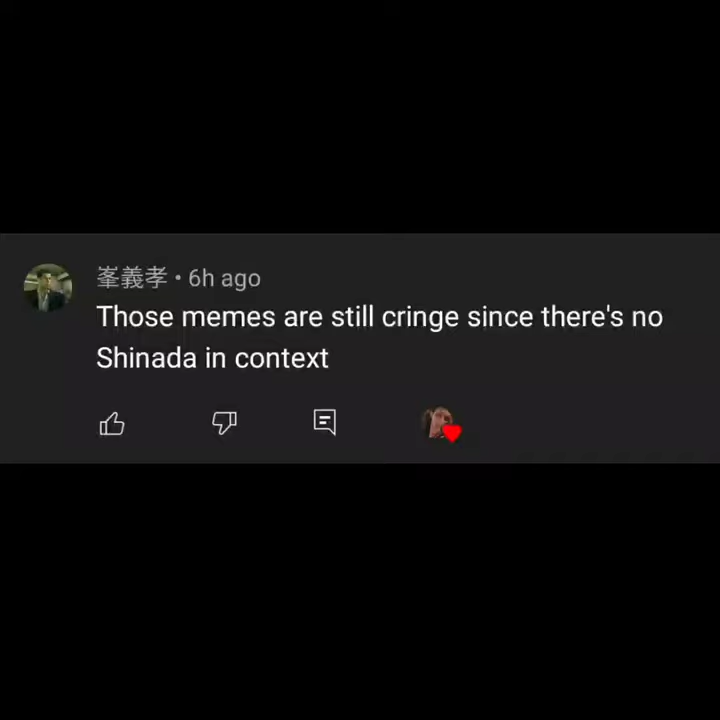 峯義孝 • 6h ago
Those memes are still cringe since there's no
Shinada in context